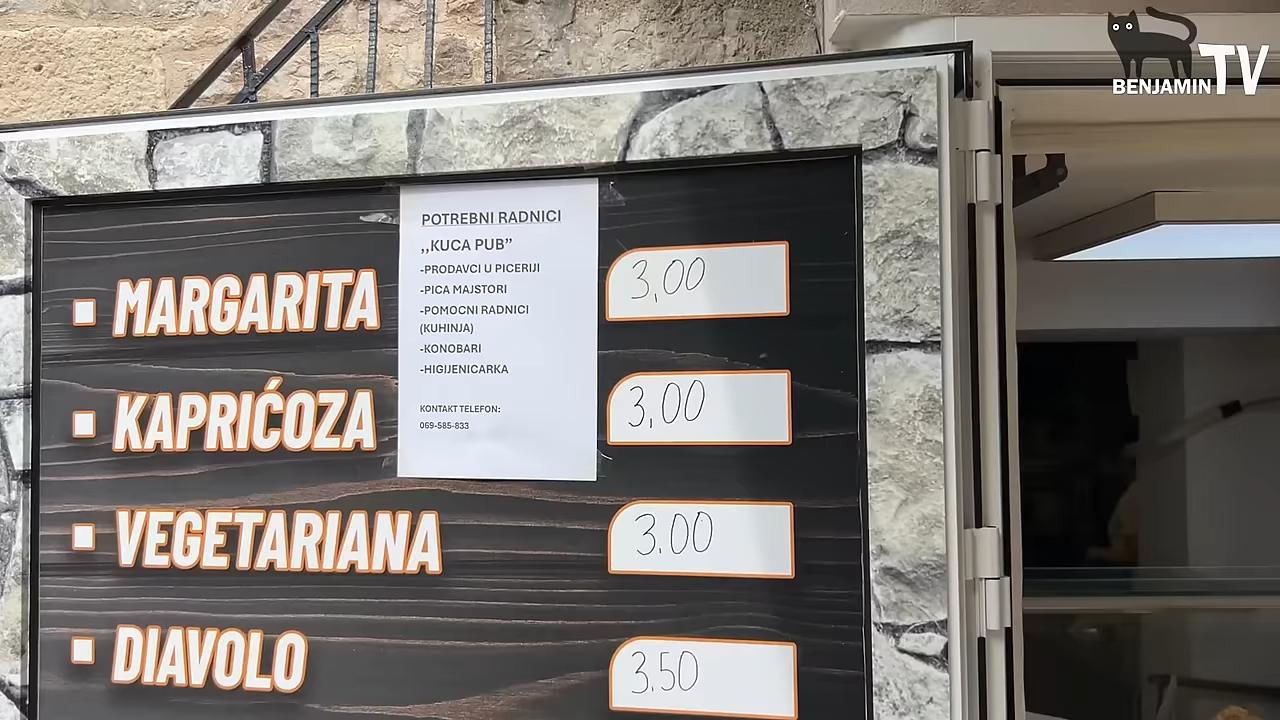 BENJAMIN TV
POTREBNI RADNICI
,,KUCA PUB”
-PRODAVCI U PICERIJI
-PICA MAJSTORI
-POMOCNI RADNICI
(KUHINJA)
-KONOBARI
-HIGIJENICARKA
KONTAKT TELEFON:
069-585-833
MARGARITA 3,00
KAPRIĆOZA 3,00
VEGETARIANA 3.00
DIAVOLO 3.50